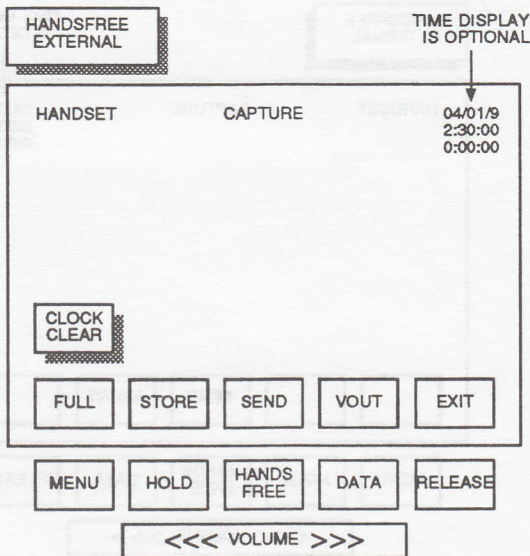 HANDSFREE
EXTERNAL
TIME DISPLAY
IS OPTIONAL
HANDSET CAPTURE 04/01/9
2:30:00
0:00:00
CLOCK
CLEAR
FULL STORE SEND VOUT EXIT
MENU HOLD HANDS
FREE DATA RELEASE
<<< VOLUME >>>